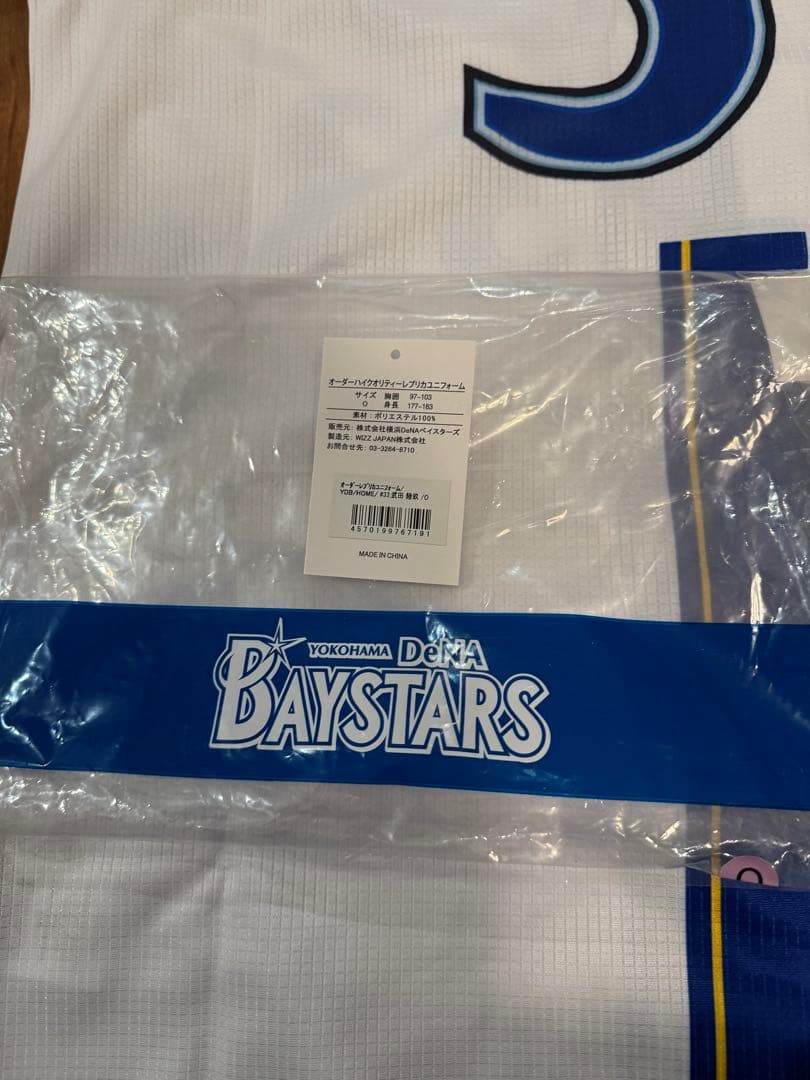 オーダーハイクオリティーレプリカユニフォーム
サイズ 胸囲 97-103
O 身長 177-183
素材:ポリエステル100%
販売元:株式会社横浜DeNAベイスターズ
製造元:WIZZ JAPAN株式会社
お問合せ先:03-3264-8710
オーダーレプリカユニフォーム/
YDB/HOME/ #33.武田 陸玖 /O
4570199767191
MADE IN CHINA
YOKOHAMA DeNA
BAYSTARS
O